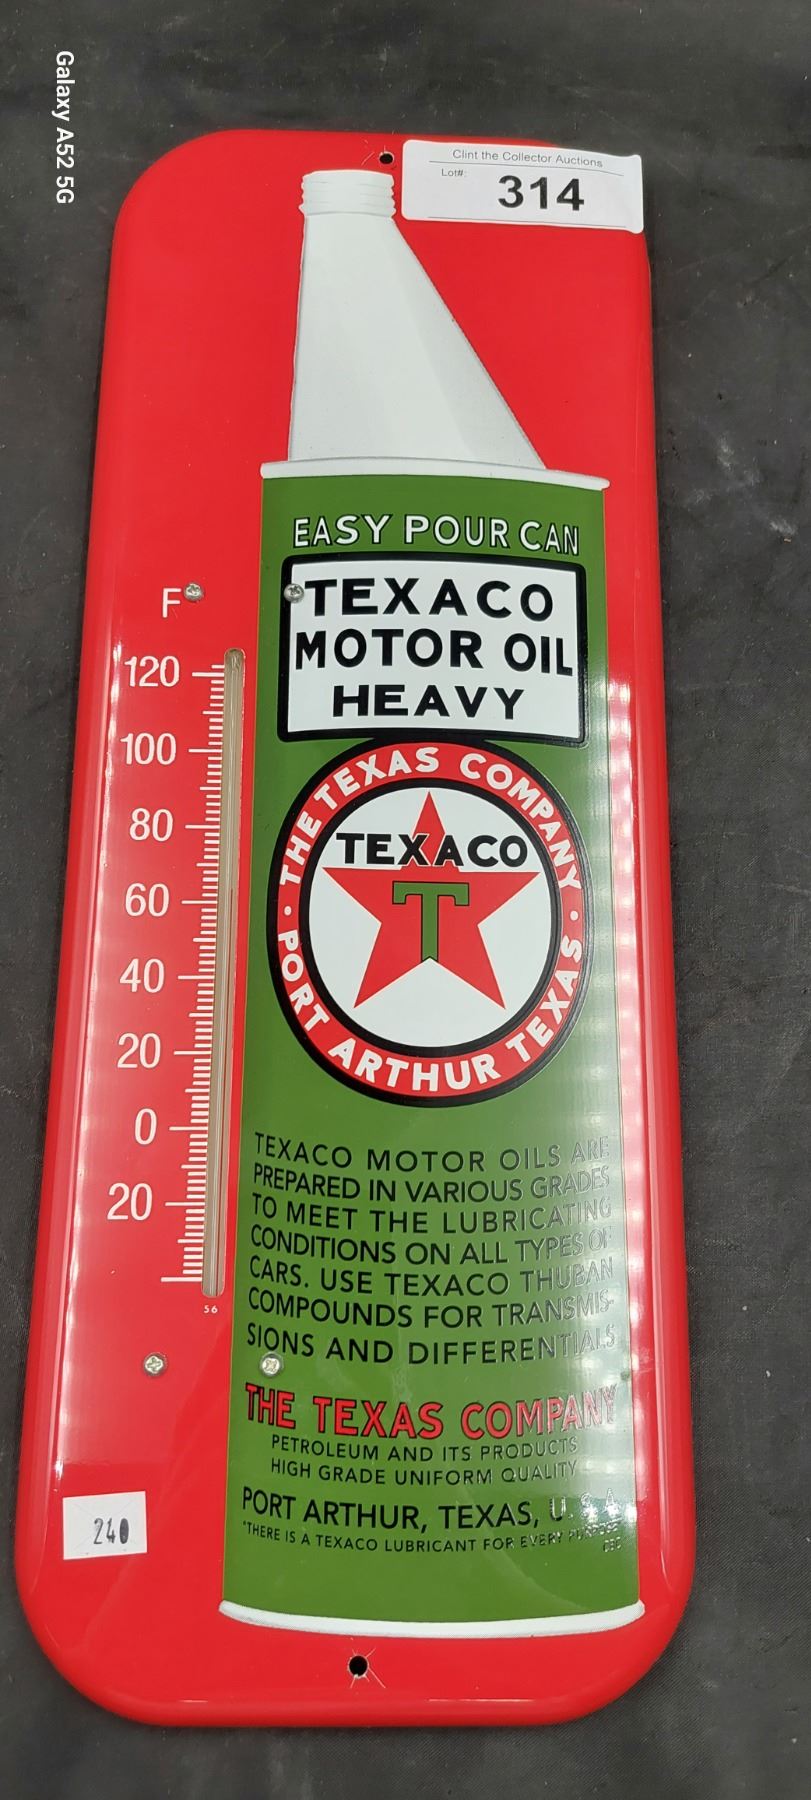 Galaxy A52 5G
Clint the Collector Auctions
Lot#:
314
EASY POUR CAN
TEXACO
MOTOR OIL
HEAVY
F
120
100
80
60
40
20
0
20
56
THE TEXAS COMPANY
TEXACO
T
· PORT ARTHUR TEXAS ·
TEXACO MOTOR OILS ARE
PREPARED IN VARIOUS GRADES
TO MEET THE LUBRICATING
CONDITIONS ON ALL TYPES OF
CARS. USE TEXACO THUBAN
COMPOUNDS FOR TRANSMIS-
SIONS AND DIFFERENTIALS
THE TEXAS COMPANY
PETROLEUM AND ITS PRODUCTS
HIGH GRADE UNIFORM QUALITY
PORT ARTHUR, TEXAS, U.S.A.
"THERE IS A TEXACO LUBRICANT FOR EVERY PURPOSE
240